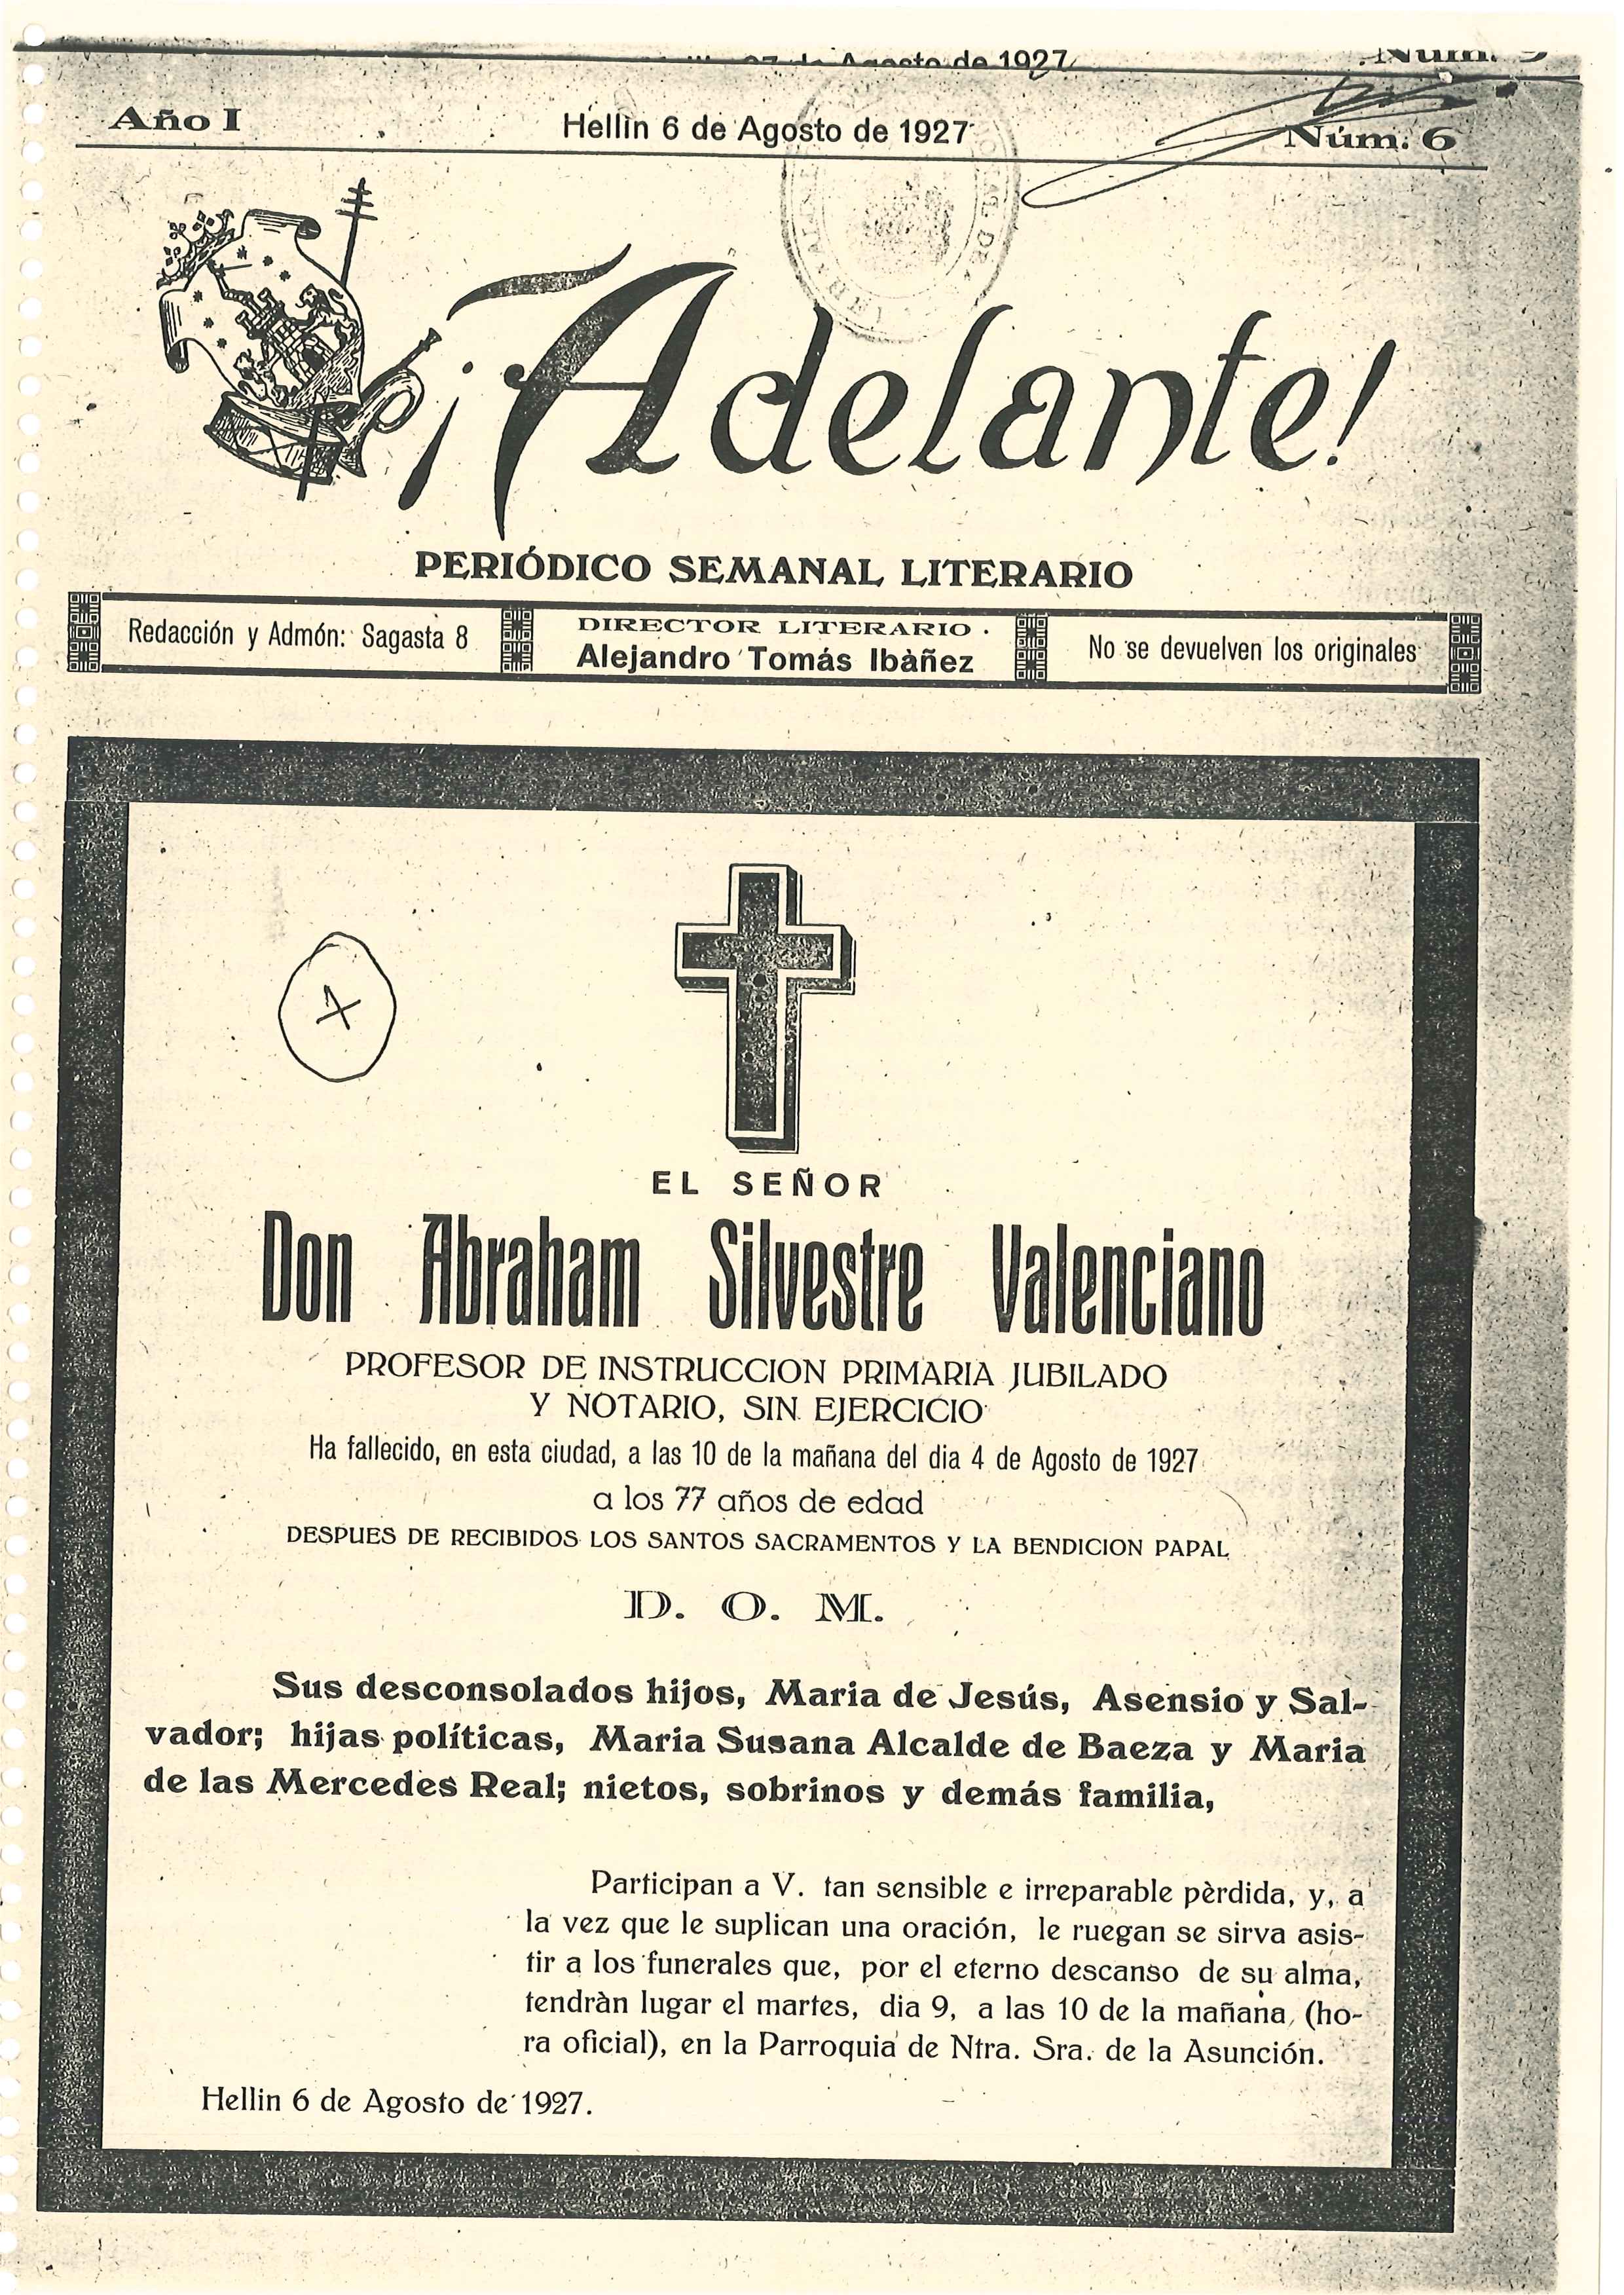 Agosto de 1927
Núm. 9
Año I
Hellin 6 de Agosto de 1927
Núm. 6
¡Adelante!
PERIÓDICO SEMANAL LITERARIO
Redacción y Admón: Sagasta 8
DIRECTOR LITERARIO
Alejandro Tomás Ibàñez
No se devuelven los originales
EL SEÑOR
Don Abraham Silvestre Valenciano
PROFESOR DE INSTRUCCION PRIMARIA JUBILADO
Y NOTARIO, SIN EJERCICIO
Ha fallecido, en esta ciudad, a las 10 de la mañana del dia 4 de Agosto de 1927
a los 77 años de edad
DESPUES DE RECIBIDOS LOS SANTOS SACRAMENTOS Y LA BENDICION PAPAL
D. O. M.
Sus desconsolados hijos, Maria de Jesús, Asensio y Sal-
vador; hijas políticas, Maria Susana Alcalde de Baeza y Maria
de las Mercedes Real; nietos, sobrinos y demás familia,
Participan a V. tan sensible e irreparable pèrdida, y, a
la vez que le suplican una oración, le ruegan se sirva asis-
tir a los funerales que, por el eterno descanso de su alma,
tendràn lugar el martes, dia 9, a las 10 de la mañana, (ho-
ra oficial), en la Parroquia de Ntra. Sra. de la Asunción.
Hellin 6 de Agosto de 1927.